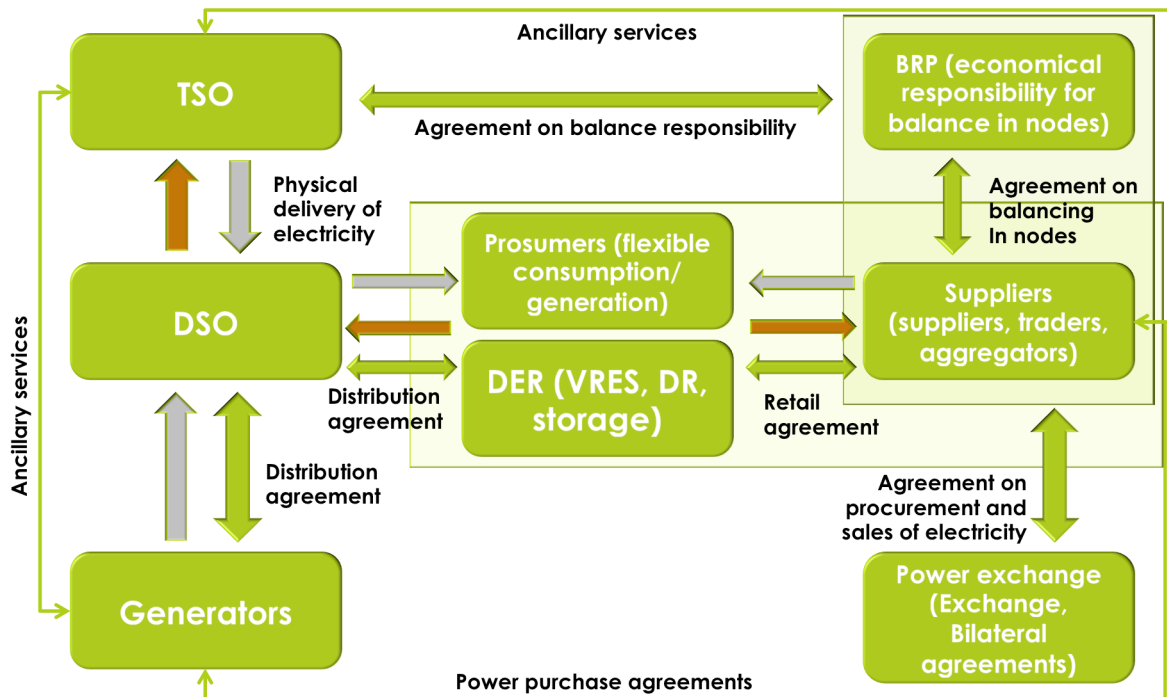 Ancillary services
TSO
BRP (economical
responsibility for
balance in nodes)
Agreement on balance responsibility
Physical
delivery of
electricity
Agreement on
balancing
In nodes
Prosumers (flexible
consumption/
generation)
DSO
Suppliers
(suppliers, traders,
aggregators)
Ancillary services
Distribution
agreement
DER (VRES, DR,
storage)
Retail
agreement
Distribution
agreement
Agreement on
procurement and
sales of electricity
Generators
Power exchange
(Exchange,
Bilateral
agreements)
Power purchase agreements